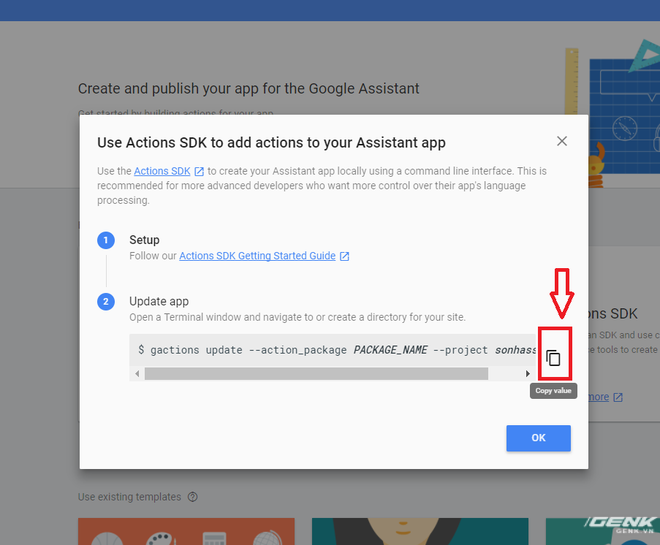 Create and publish your app for the Google Assistant
Get started by building actions for your app
Use Actions SDK to add actions to your Assistant app
Use the Actions SDK to create your Assistant app locally using a command line interface. This is
recommended for more advanced developers who want more control over their app's language
processing.
1 Setup
Follow our Actions SDK Getting Started Guide
2 Update app
Open a Terminal window and navigate to or create a directory for your site.
$ gactions update --action_package PACKAGE_NAME --project sonhass
Copy value
OK
ons SDK
an SDK and use c
e tools to create
more
Use existing templates
GENK
GENK.VN